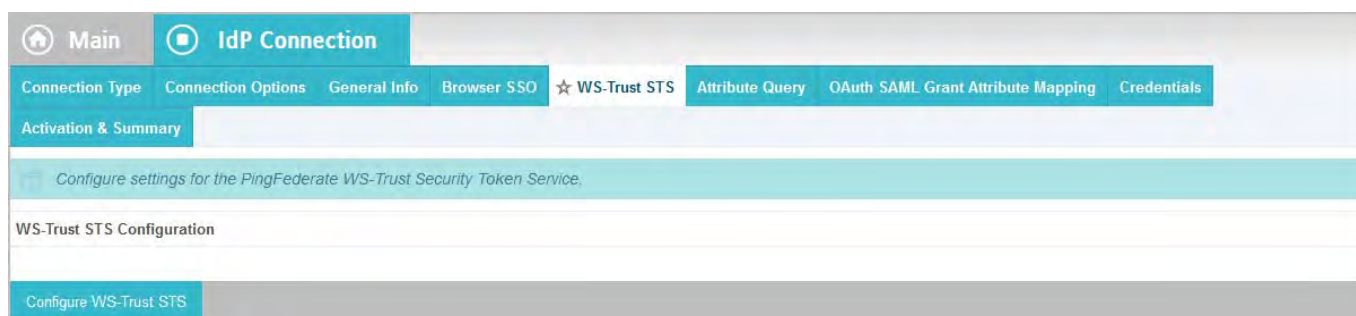 Main IdP Connection
Connection Type Connection Options General Info Browser SSO ☆ WS-Trust STS Attribute Query OAuth SAML Grant Attribute Mapping Credentials
Activation & Summary
Configure settings for the PingFederate WS-Trust Security Token Service.
WS-Trust STS Configuration
Configure WS-Trust STS